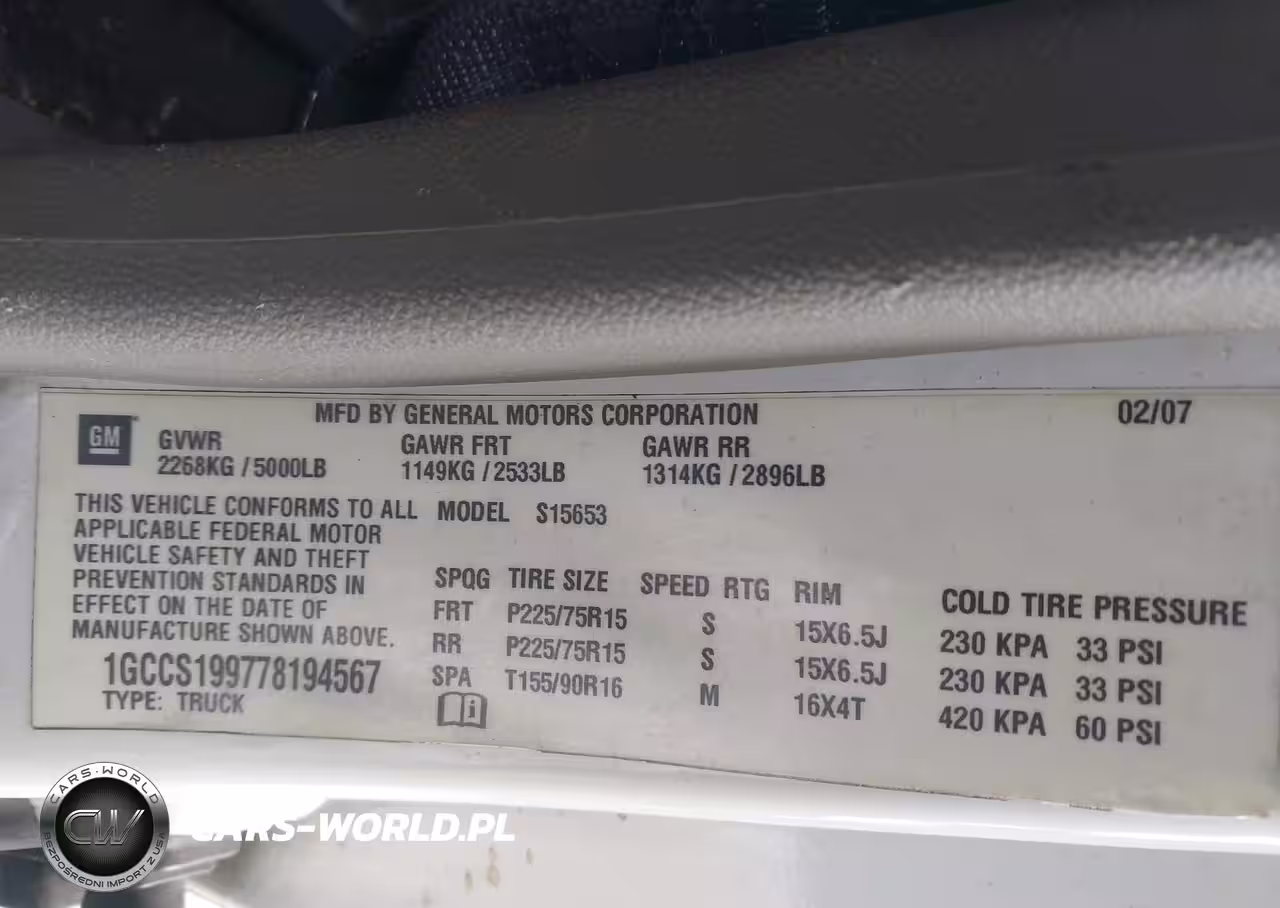 MFD BY GENERAL MOTORS CORPORATION 02/07
GM
GVWR GAWR FRT GAWR RR
2268KG / 5000LB 1149KG / 2533LB 1314KG / 2896LB
THIS VEHICLE CONFORMS TO ALL
APPLICABLE FEDERAL MOTOR
VEHICLE SAFETY AND THEFT
PREVENTION STANDARDS IN
EFFECT ON THE DATE OF
MANUFACTURE SHOWN ABOVE.
1GCCS199778194567
TYPE: TRUCK
MODEL S15653
SPQG TIRE SIZE SPEED RTG RIM COLD TIRE PRESSURE
FRT P225/75R15 S 15X6.5J 230 KPA 33 PSI
RR P225/75R15 S 15X6.5J 230 KPA 33 PSI
SPA T155/90R16 M 16X4T 420 KPA 60 PSI
CARS-WORLD
CW
BEZPOŚREDNI IMPORT Z USA
CARS-WORLD.PL